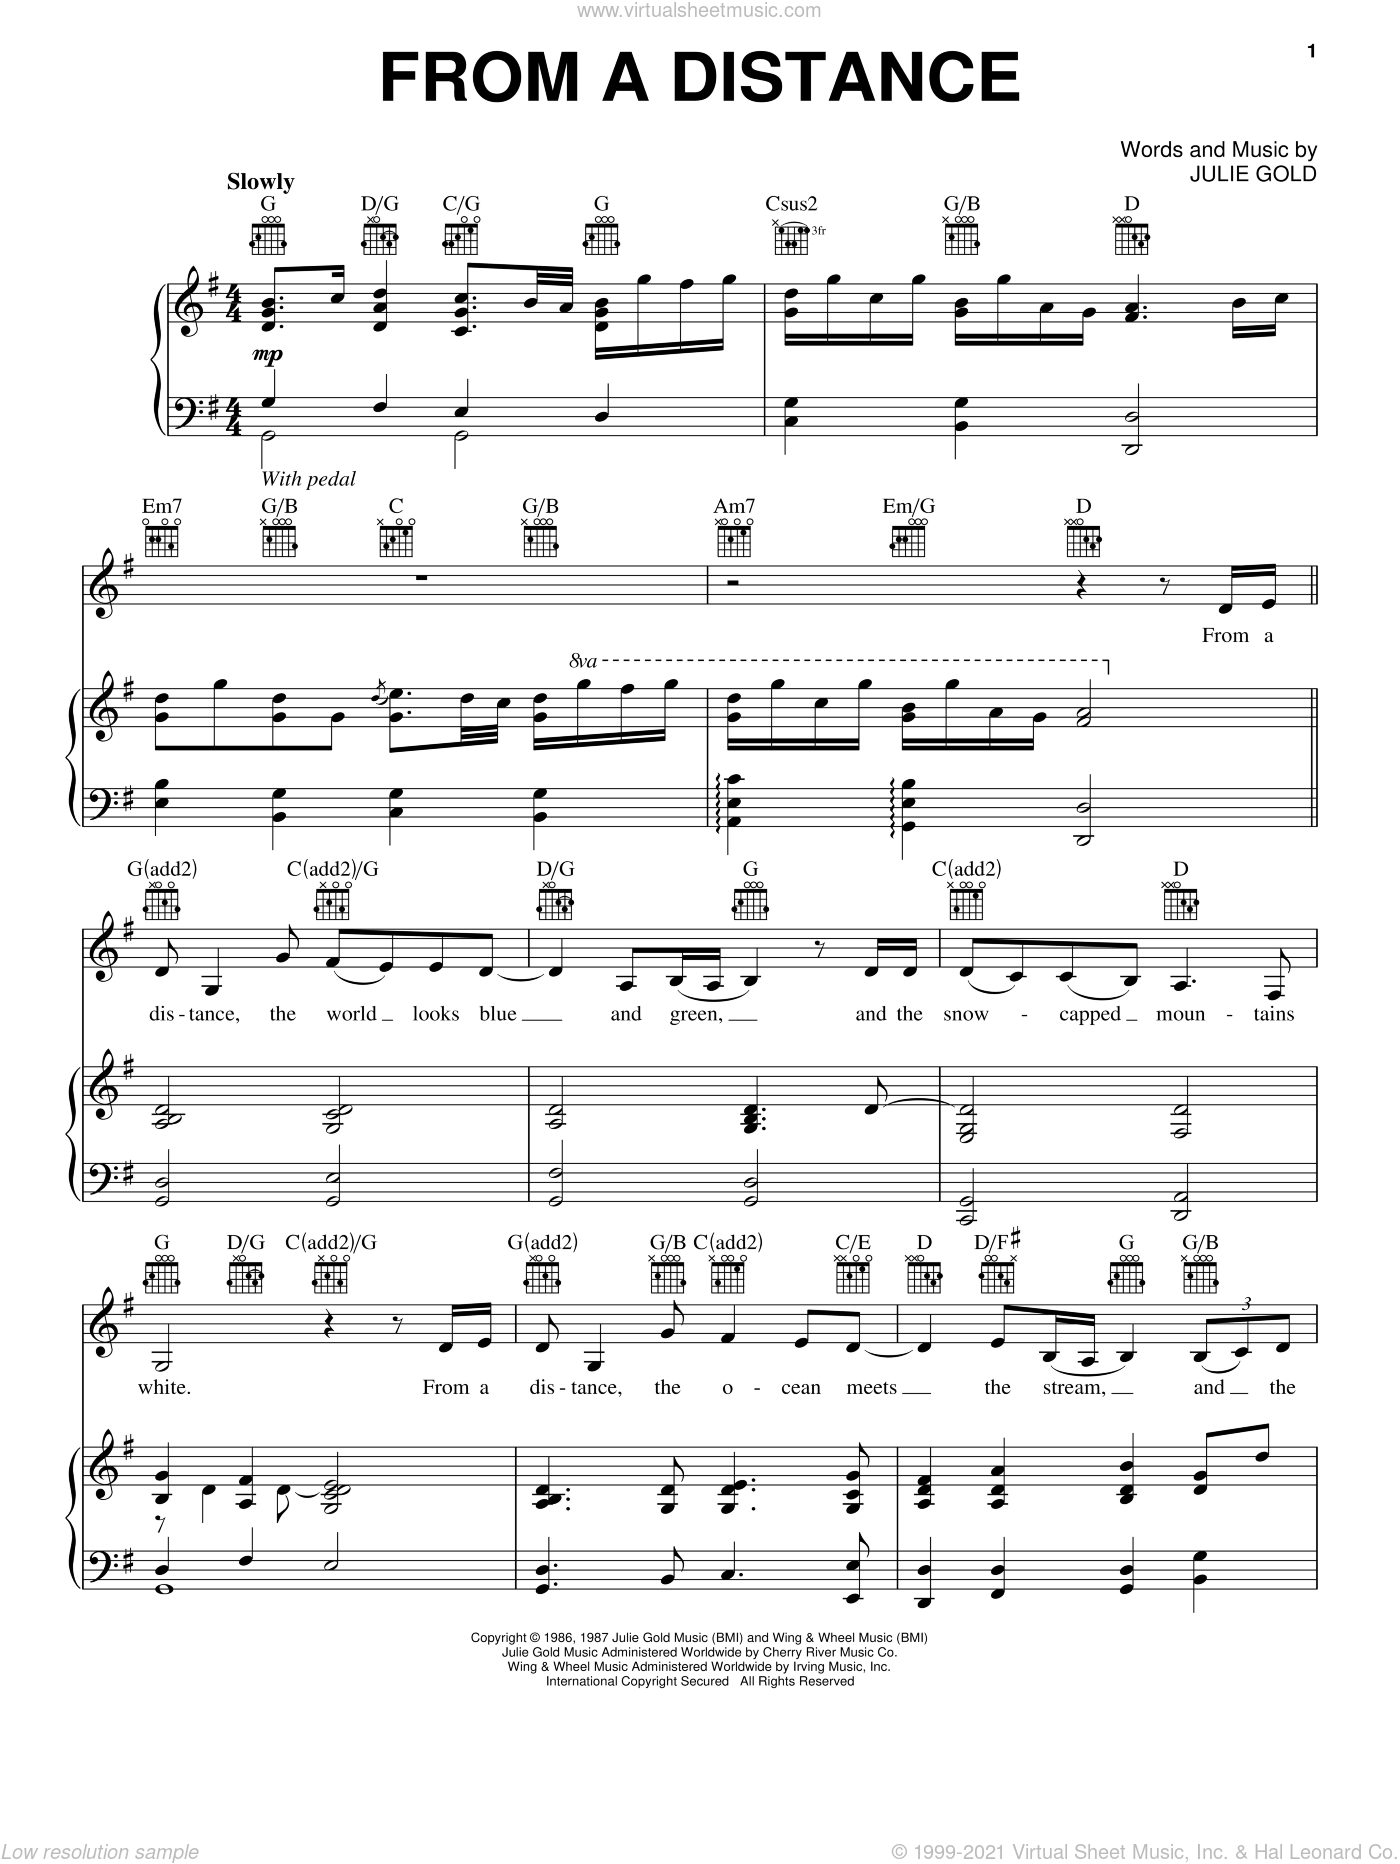 www.virtualsheetmusic.com
1
FROM A DISTANCE
Words and Music by
JULIE GOLD
Slowly
G D/G C/G G Csus2 G/B D
3fr
mp
With pedal
Em7 G/B C G/B Am7 Em/G D
From a
8va
G(add2) C(add2)/G D/G G C(add2) D
dis - tance, the world looks blue and green, and the snow - capped moun - tains
G D/G C(add2)/G G(add2) G/B C(add2) C/E D D/F# G G/B
3
white. From a dis - tance, the o - cean meets the stream, and the
Copyright © 1986, 1987 Julie Gold Music (BMI) and Wing & Wheel Music (BMI)
Julie Gold Music Administered Worldwide by Cherry River Music Co.
Wing & Wheel Music Administered Worldwide by Irving Music, Inc.
International Copyright Secured All Rights Reserved
Low resolution sample
© 1999-2021 Virtual Sheet Music, Inc. & Hal Leonard Co.